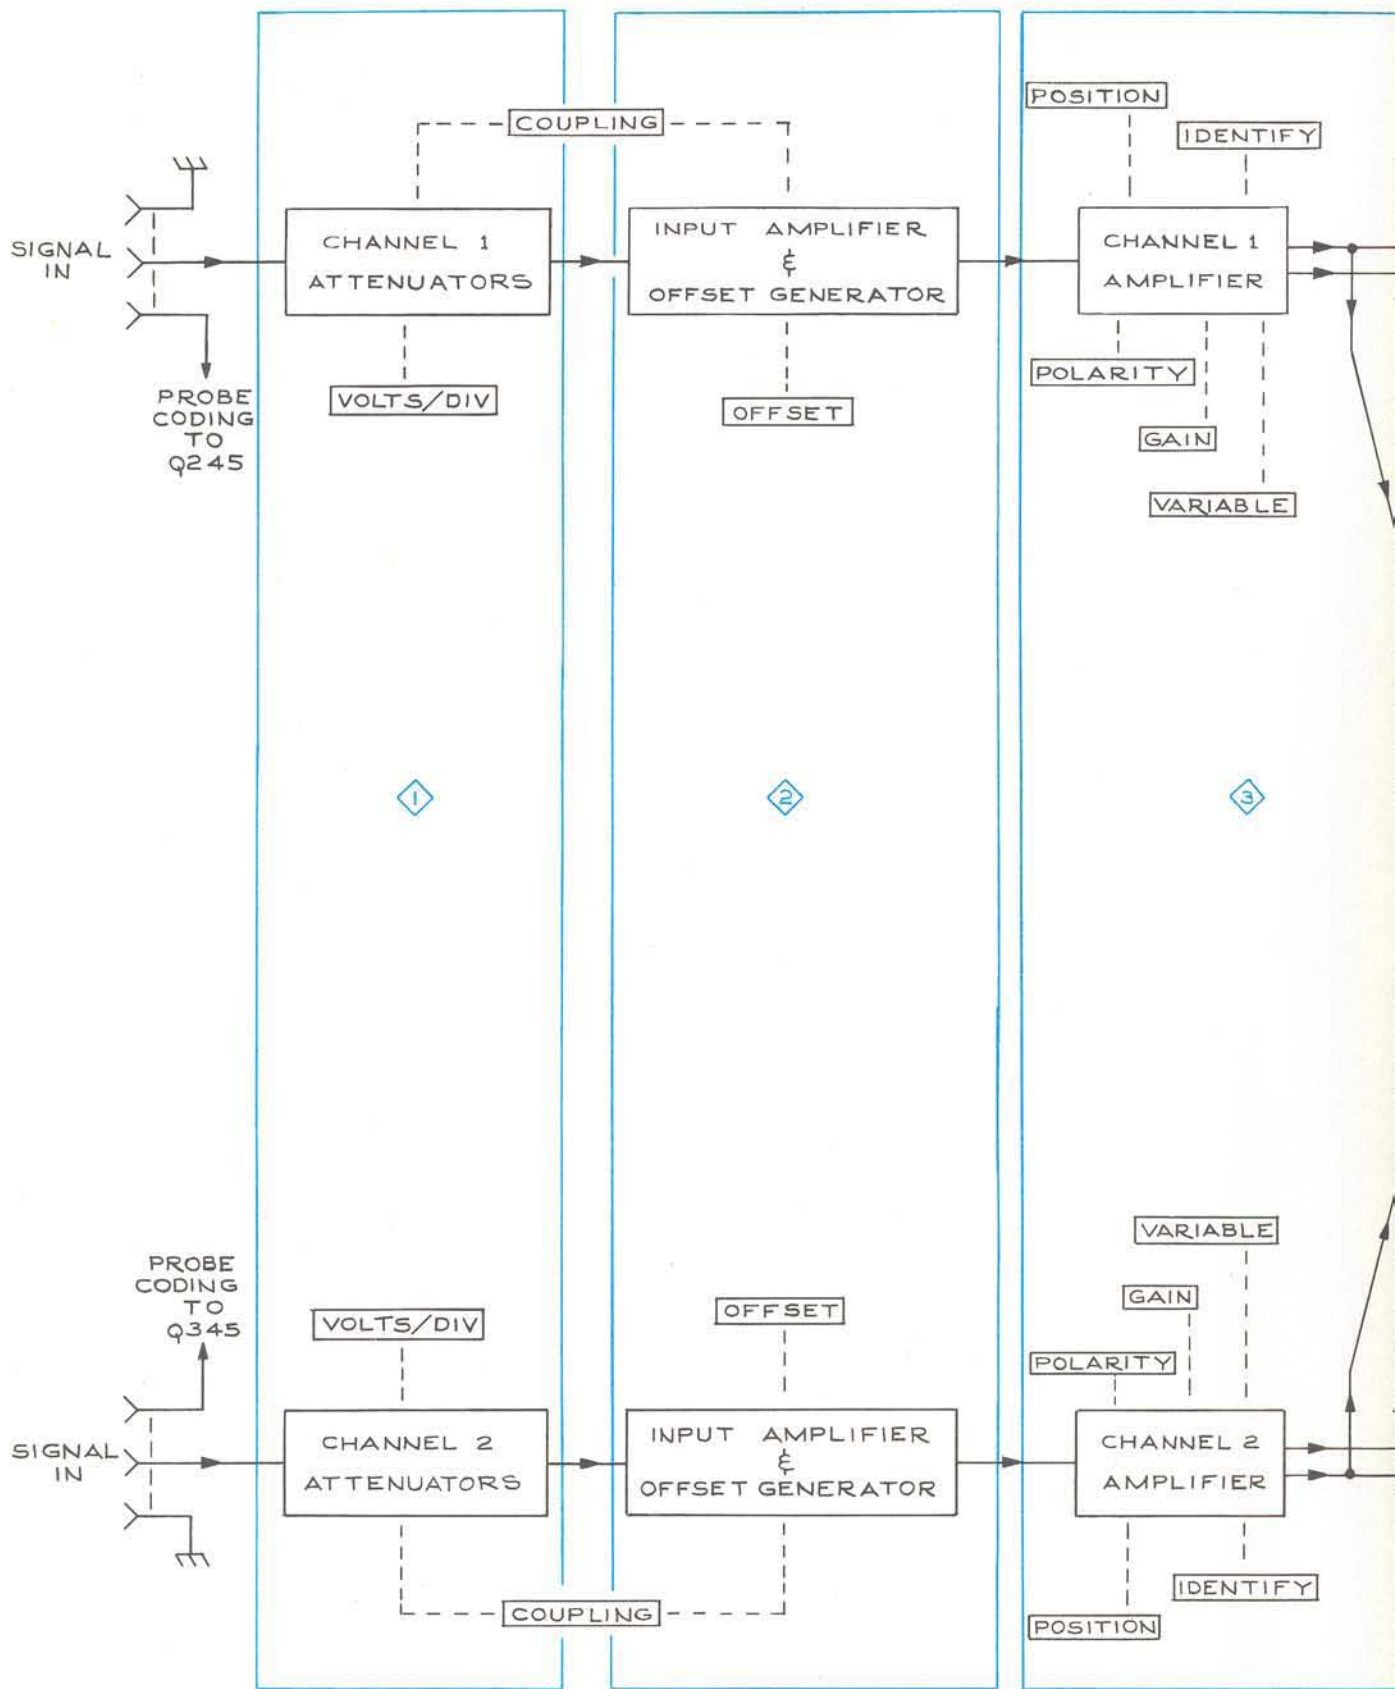 POSITION
COUPLING
IDENTIFY
SIGNAL
IN
CHANNEL 1
ATTENUATORS
INPUT AMPLIFIER
&
OFFSET GENERATOR
CHANNEL 1
AMPLIFIER
PROBE
CODING
TO
Q245
VOLTS/DIV
OFFSET
POLARITY
GAIN
VARIABLE
1
2
3
VARIABLE
PROBE
CODING
TO
Q345
VOLTS/DIV
OFFSET
GAIN
POLARITY
SIGNAL
IN
CHANNEL 2
ATTENUATORS
INPUT AMPLIFIER
&
OFFSET GENERATOR
CHANNEL 2
AMPLIFIER
COUPLING
IDENTIFY
POSITION